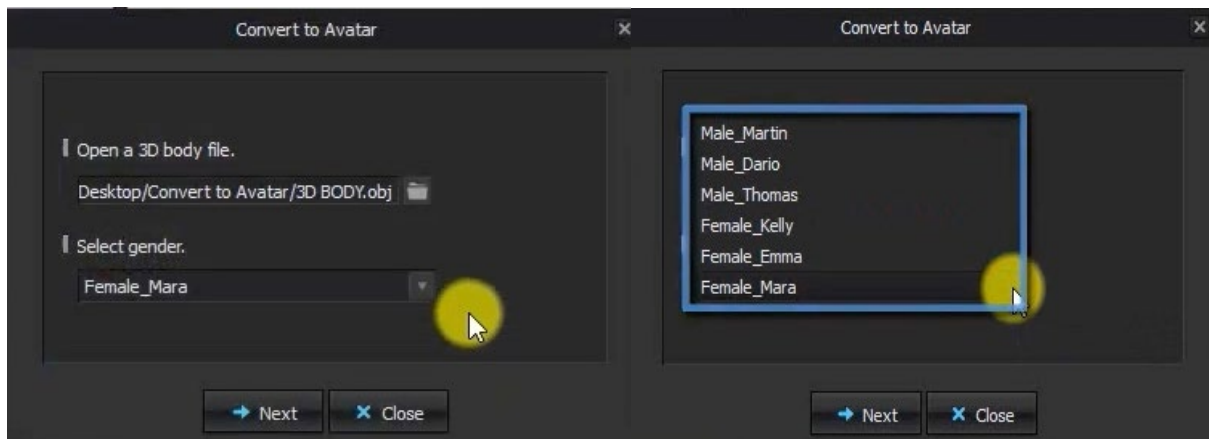 Convert to Avatar
Open a 3D body file.
Desktop/Convert to Avatar/3D BODY.obj
Select gender.
Female_Mara
Next
Close
Convert to Avatar
Male_Martin
Male_Dario
Male_Thomas
Female_Kelly
Female_Emma
Female_Mara
Next
Close